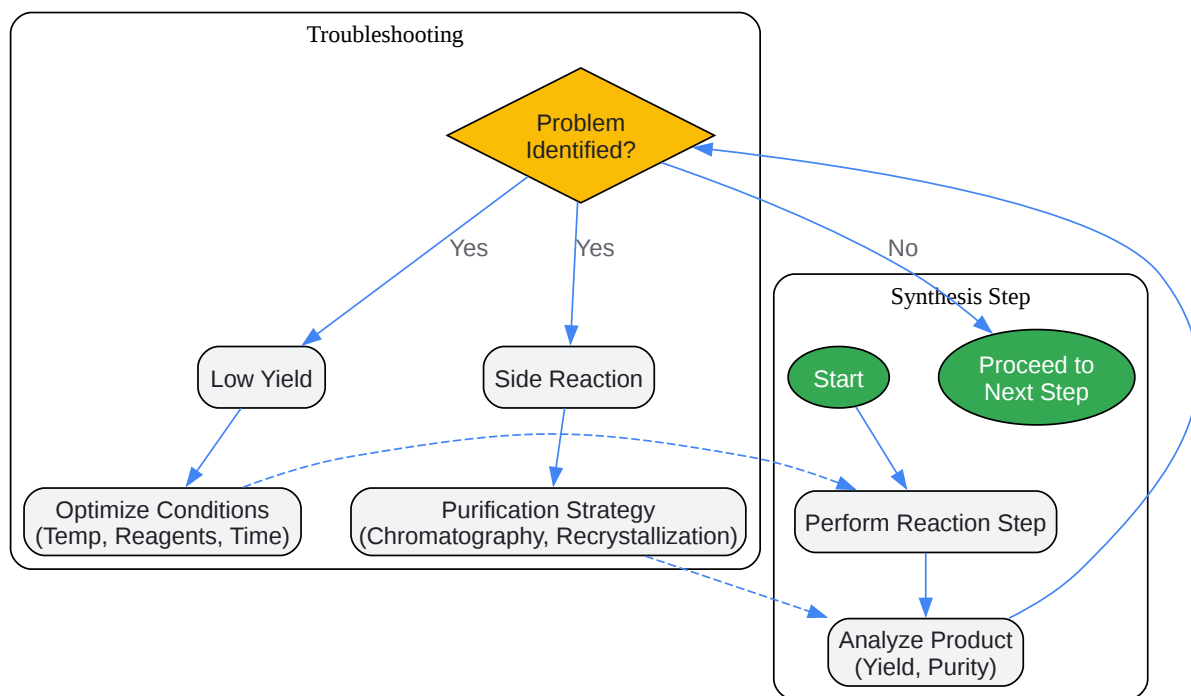 Troubleshooting
Problem
Identified?
Yes
Yes
No
Low Yield
Side Reaction
Optimize Conditions
(Temp, Reagents, Time)
Purification Strategy
(Chromatography, Recrystallization)
Synthesis Step
Start
Proceed to
Next Step
Perform Reaction Step
Analyze Product
(Yield, Purity)